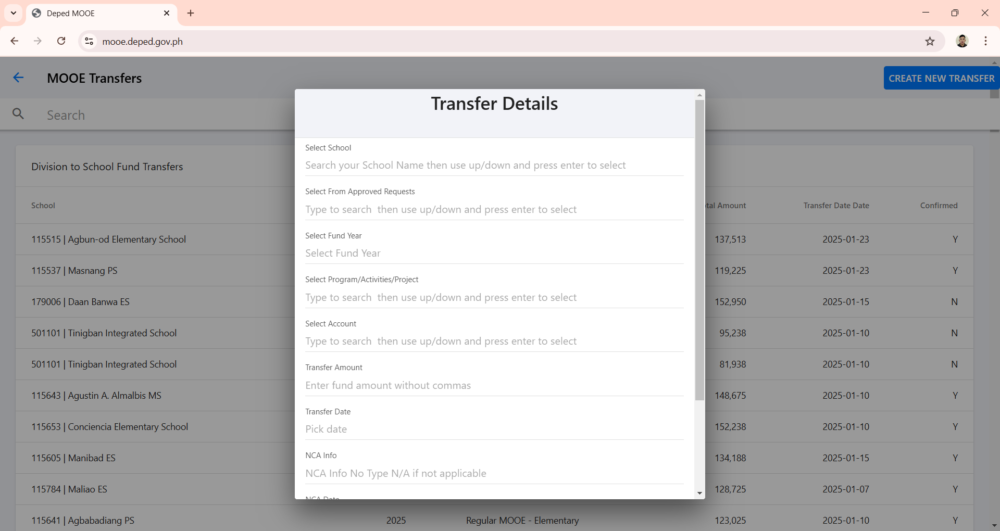 Deped MOOE
mooe.deped.gov.ph
MOOE Transfers
CREATE NEW TRANSFER
Search
Division to School Fund Transfers
School
tal Amount
Transfer Date Date
Confirmed
115515 | Agbun-od Elementary School
137,513
2025-01-23
Y
115537 | Masnang PS
119,225
2025-01-23
Y
179006 | Daan Banwa ES
152,950
2025-01-15
N
501101 | Tinigban Integrated School
95,238
2025-01-10
N
501101 | Tinigban Integrated School
81,938
2025-01-10
N
115643 | Agustin A. Almalbis MS
148,675
2025-01-10
Y
115653 | Conciencia Elementary School
152,238
2025-01-10
Y
115605 | Manibad ES
134,188
2025-01-15
Y
115784 | Maliao ES
128,725
2025-01-07
Y
115641 | Agbabadiang PS
2025
Regular MOOE - Elementary
123,025
2025-01-10
Y
Transfer Details
Select School
Search your School Name then use up/down and press enter to select
Select From Approved Requests
Type to search  then use up/down and press enter to select
Select Fund Year
Select Fund Year
Select Program/Activities/Project
Type to search  then use up/down and press enter to select
Select Account
Type to search  then use up/down and press enter to select
Transfer Amount
Enter fund amount without commas
Transfer Date
Pick date
NCA Info
NCA Info No Type N/A if not applicable
NCA Date